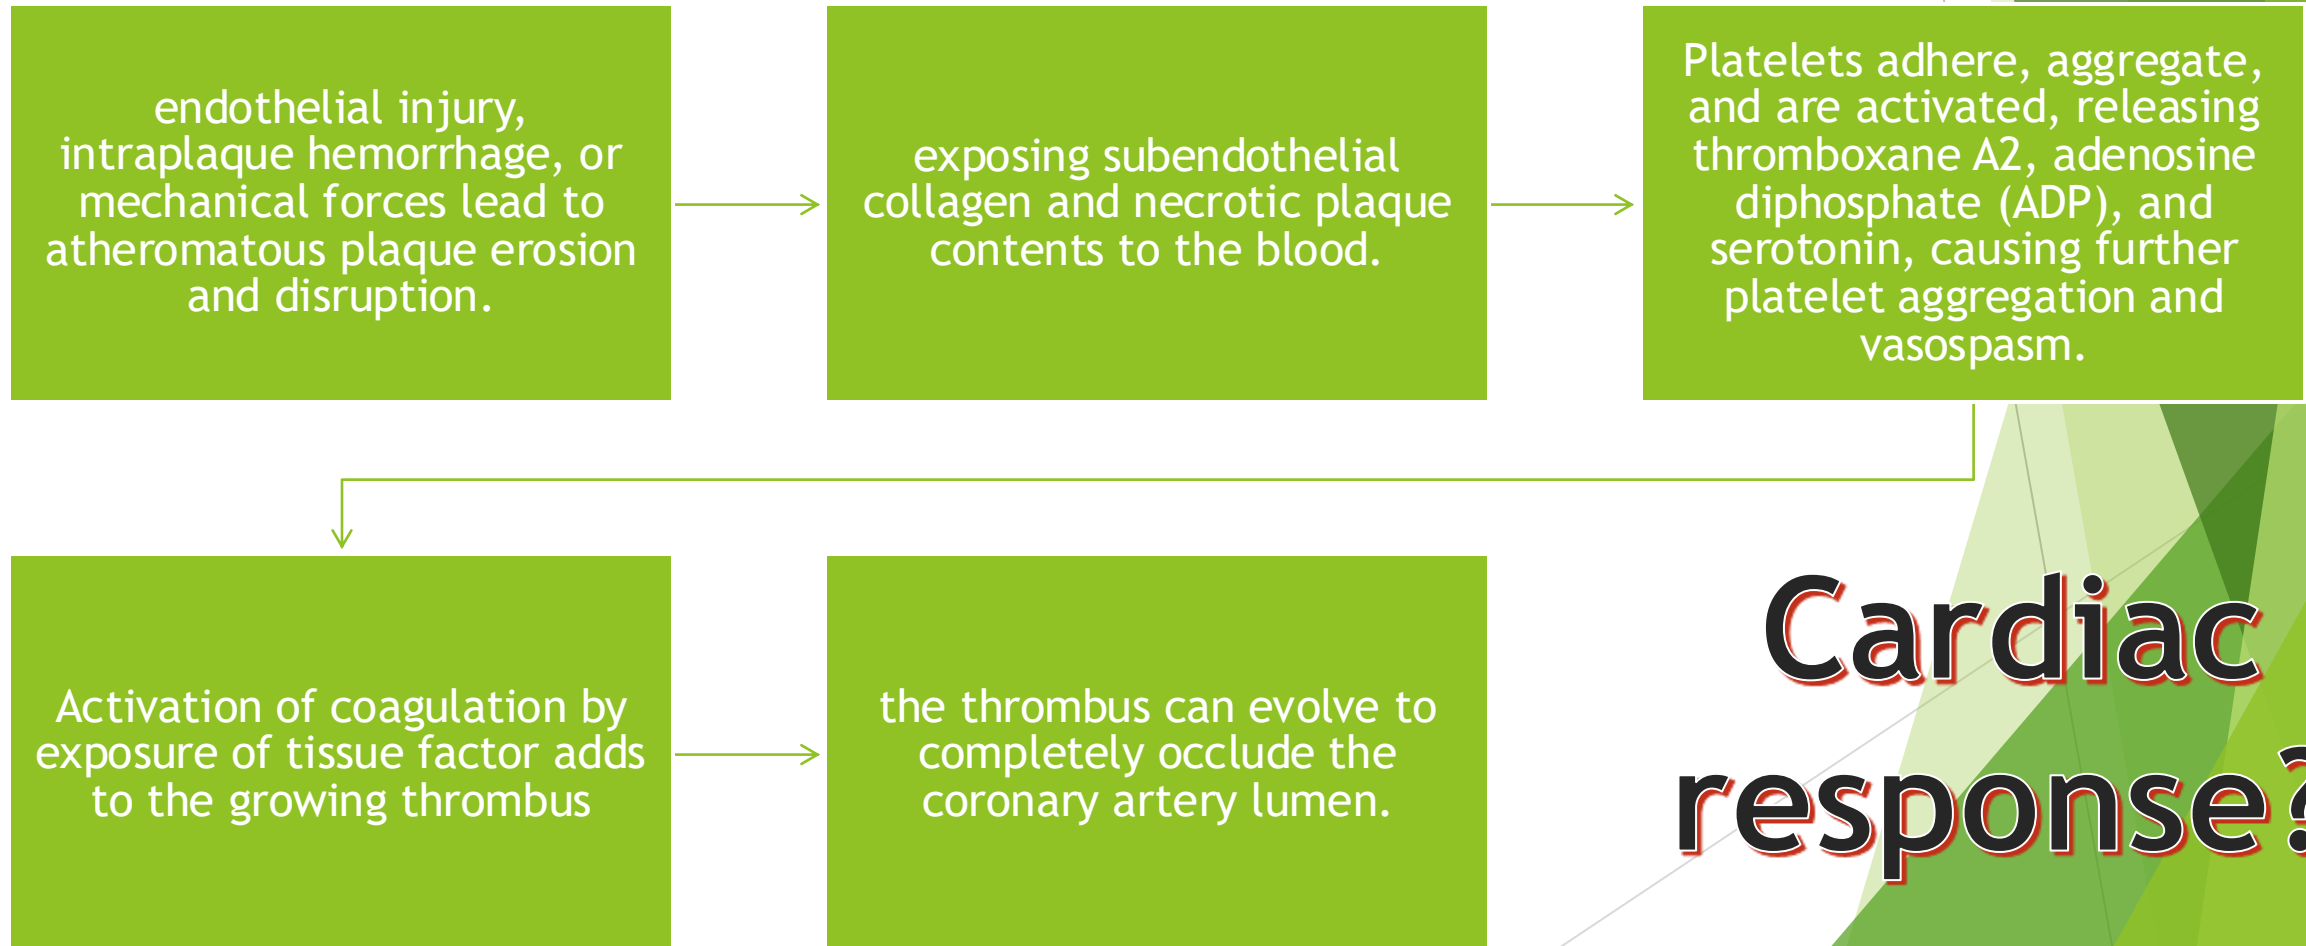 endothelial injury,
intraplaque hemorrhage, or
mechanical forces lead to
atheromatous plaque erosion
and disruption.
exposing subendothelial
collagen and necrotic plaque
contents to the blood.
Platelets adhere, aggregate,
and are activated, releasing
thromboxane A2, adenosine
diphosphate (ADP), and
serotonin, causing further
platelet aggregation and
vasospasm.
Activation of coagulation by
exposure of tissue factor adds
to the growing thrombus
the thrombus can evolve to
completely occlude the
coronary artery lumen.
Cardiac
response?